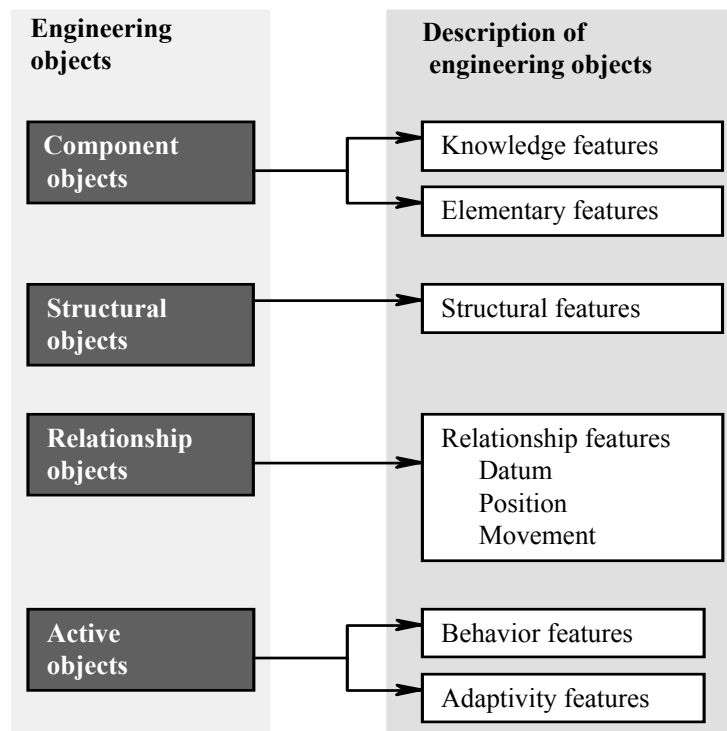 Engineering
objects
Description of
engineering objects
Component
objects
Knowledge features
Elementary features
Structural
objects
Structural features
Relationship
objects
Relationship features
Datum
Position
Movement
Active
objects
Behavior features
Adaptivity features